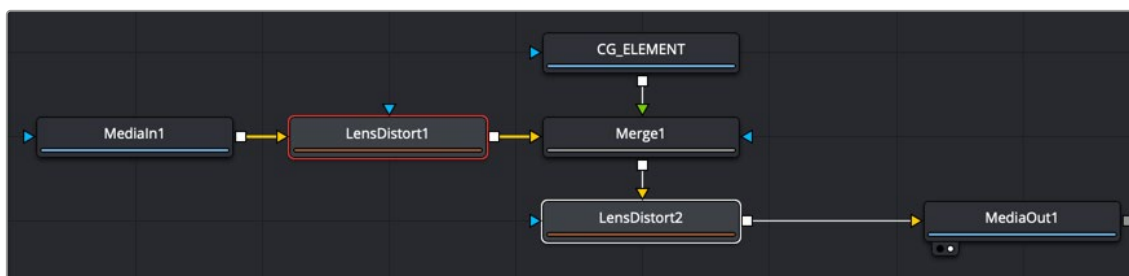 CG_ELEMENT
MediaIn1
LensDistort1
Merge1
LensDistort2
MediaOut1